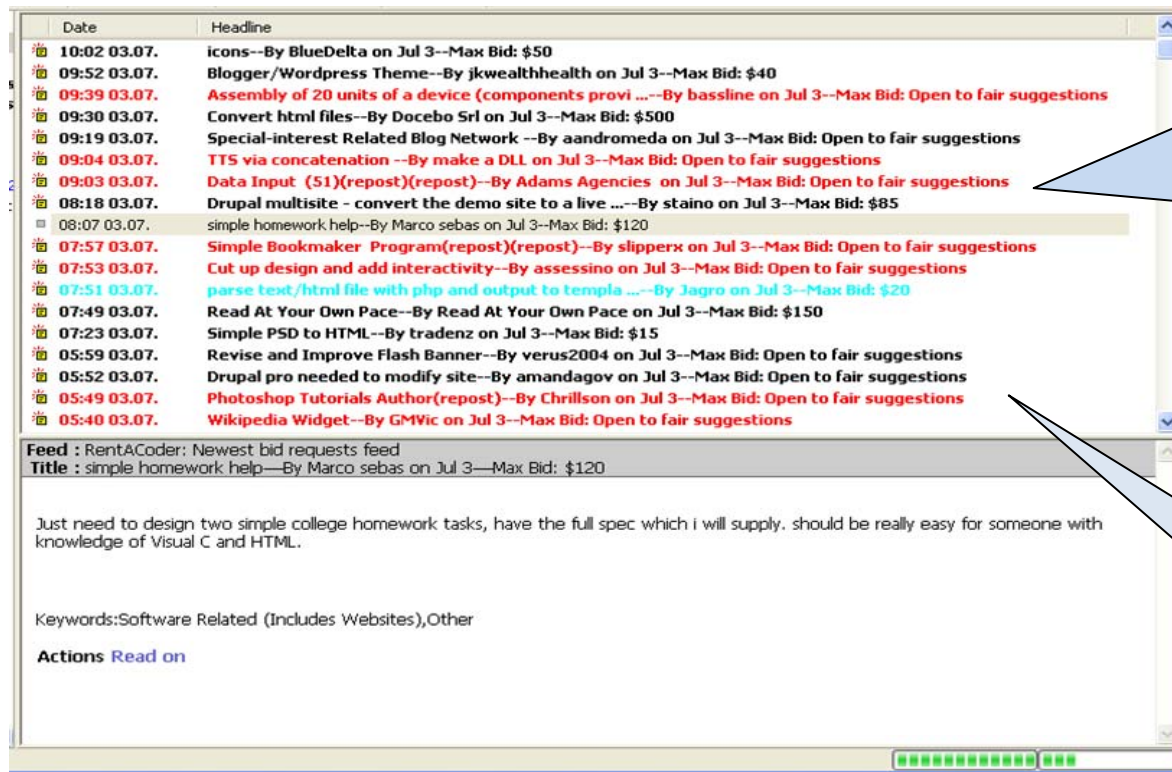 Date Headline
10:02 03.07. icons--By BlueDelta on Jul 3--Max Bid: $50
09:52 03.07. Blogger/Wordpress Theme--By jkwealthhealth on Jul 3--Max Bid: $40
09:39 03.07. Assembly of 20 units of a device (components provi ...--By bassline on Jul 3--Max Bid: Open to fair suggestions
09:30 03.07. Convert html files--By Docebo Srl on Jul 3--Max Bid: $500
09:19 03.07. Special-interest Related Blog Network --By aandromeda on Jul 3--Max Bid: Open to fair suggestions
09:04 03.07. TTS via concatenation --By make a DLL on Jul 3--Max Bid: Open to fair suggestions
09:03 03.07. Data Input (51)(repost)(repost)--By Adams Agencies on Jul 3--Max Bid: Open to fair suggestions
08:18 03.07. Drupal multisite - convert the demo site to a live ...--By staino on Jul 3--Max Bid: $85
08:07 03.07. simple homework help--By Marco sebas on Jul 3--Max Bid: $120
07:57 03.07. Simple Bookmaker Program(repost)(repost)--By slipperx on Jul 3--Max Bid: Open to fair suggestions
07:53 03.07. Cut up design and add interactivity--By assessino on Jul 3--Max Bid: Open to fair suggestions
07:51 03.07. parse text/html file with php and output to templa ...--By Jagro on Jul 3--Max Bid: $20
07:49 03.07. Read At Your Own Pace--By Read At Your Own Pace on Jul 3--Max Bid: $150
07:23 03.07. Simple PSD to HTML--By tradenz on Jul 3--Max Bid: $15
05:59 03.07. Revise and Improve Flash Banner--By verus2004 on Jul 3--Max Bid: Open to fair suggestions
05:52 03.07. Drupal pro needed to modify site--By amandagov on Jul 3--Max Bid: Open to fair suggestions
05:49 03.07. Photoshop Tutorials Author(repost)--By Chrillson on Jul 3--Max Bid: Open to fair suggestions
05:40 03.07. Wikipedia Widget--By GMVic on Jul 3--Max Bid: Open to fair suggestions
Feed : RentACoder: Newest bid requests feed
Title : simple homework help—By Marco sebas on Jul 3—Max Bid: $120
Just need to design two simple college homework tasks, have the full spec which i will supply. should be really easy for someone with
knowledge of Visual C and HTML.
Keywords:Software Related (Includes Websites),Other
Actions Read on